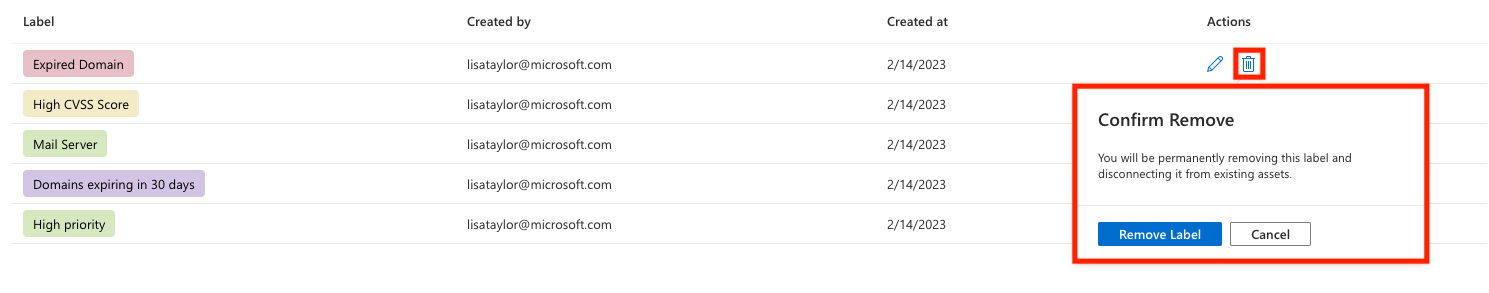 Label Created by Created at Actions
Expired Domain lisataylor@microsoft.com 2/14/2023
High CVSS Score lisataylor@microsoft.com 2/14/2023
Mail Server lisataylor@microsoft.com 2/14/2023
Domains expiring in 30 days lisataylor@microsoft.com 2/14/2023
High priority lisataylor@microsoft.com 2/14/2023
Confirm Remove
You will be permanently removing this label and
disconnecting it from existing assets.
Remove Label Cancel